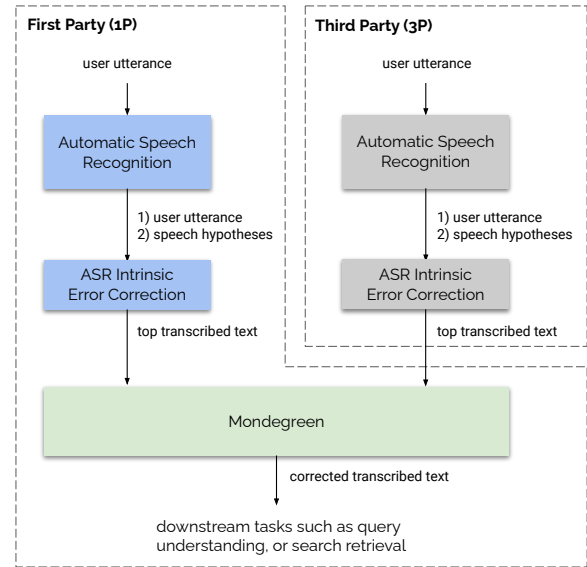 First Party (1P)
user utterance
Automatic Speech
Recognition
1) user utterance
2) speech hypotheses
ASR Intrinsic
Error Correction
top transcribed text
Third Party (3P)
user utterance
Automatic Speech
Recognition
1) user utterance
2) speech hypotheses
ASR Intrinsic
Error Correction
top transcribed text
Mondegreen
corrected transcribed text
downstream tasks such as query
understanding, or search retrieval